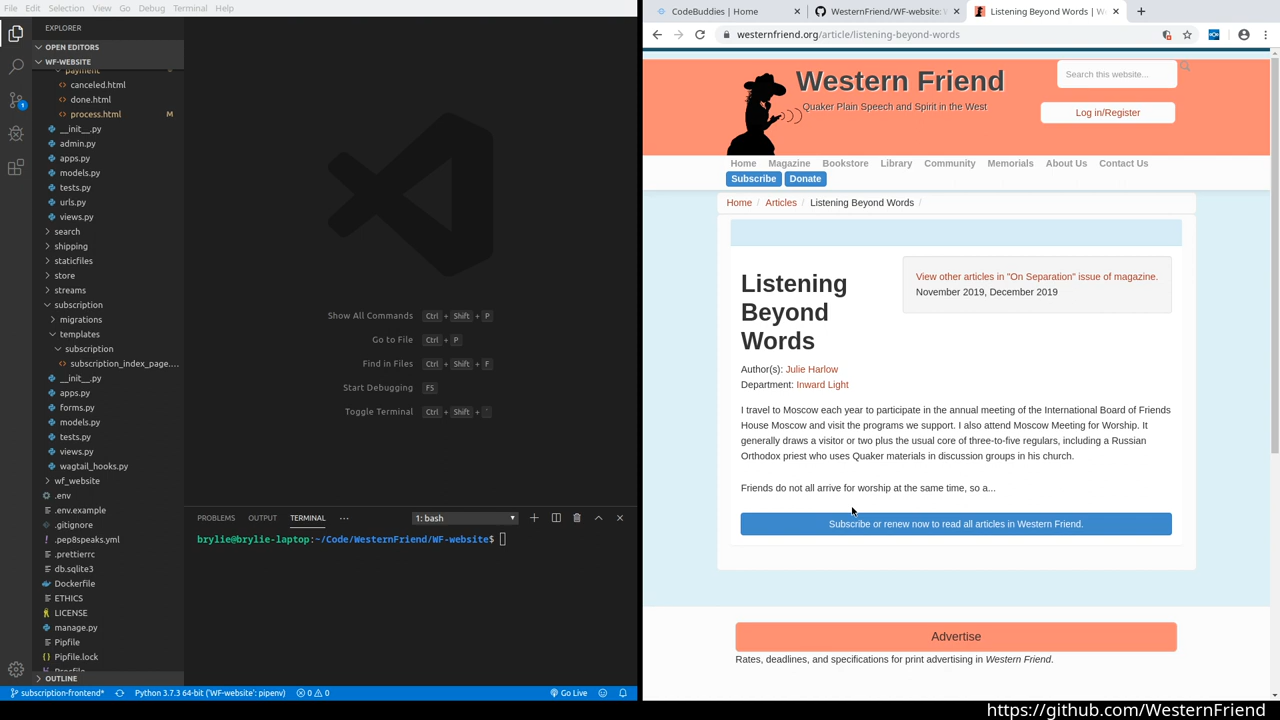 File Edit Selection View Go Debug Terminal Help
EXPLORER
OPEN EDITORS
WF-WEBSITE
payment
canceled.html
done.html
process.html M
__init__.py
admin.py
apps.py
models.py
tests.py
urls.py
views.py
search
shipping
staticfiles
store
streams
subscription
migrations
templates
subscription
subscription_index_page....
__init__.py
apps.py
forms.py
models.py
tests.py
views.py
wagtail_hooks.py
wf_website
.env
.env.example
.gitignore
.pep8speaks.yml
.prettierrc
db.sqlite3
Dockerfile
ETHICS
LICENSE
manage.py
Pipfile
Pipfile.lock
OUTLINE
1
Show All Commands Ctrl + Shift + P
Go to File Ctrl + P
Find in Files Ctrl + Shift + F
Start Debugging F5
Toggle Terminal Ctrl + Shift + `
PROBLEMS OUTPUT TERMINAL ··· 1: bash
brylie@brylie-laptop:~/Code/WesternFriend/WF-website$
subscription-frontend* Python 3.7.3 64-bit ('WF-website': pipenv) 0 0 Go Live
CodeBuddies | Home
WesternFriend/WF-website:
Listening Beyond Words | W
westernfriend.org/article/listening-beyond-words
Western Friend
Quaker Plain Speech and Spirit in the West
Search this website...
Log in/Register
Home Magazine Bookstore Library Community Memorials About Us Contact Us
Subscribe Donate
Home / Articles / Listening Beyond Words /
Listening
Beyond
Words
View other articles in "On Separation" issue of magazine.
November 2019, December 2019
Author(s): Julie Harlow
Department: Inward Light
I travel to Moscow each year to participate in the annual meeting of the International Board of Friends
House Moscow and visit the programs we support. I also attend Moscow Meeting for Worship. It
generally draws a visitor or two plus the usual core of three-to-five regulars, including a Russian
Orthodox priest who uses Quaker materials in discussion groups in his church.
Friends do not all arrive for worship at the same time, so a...
Subscribe or renew now to read all articles in Western Friend.
Advertise
Rates, deadlines, and specifications for print advertising in Western Friend.
https://github.com/WesternFriend